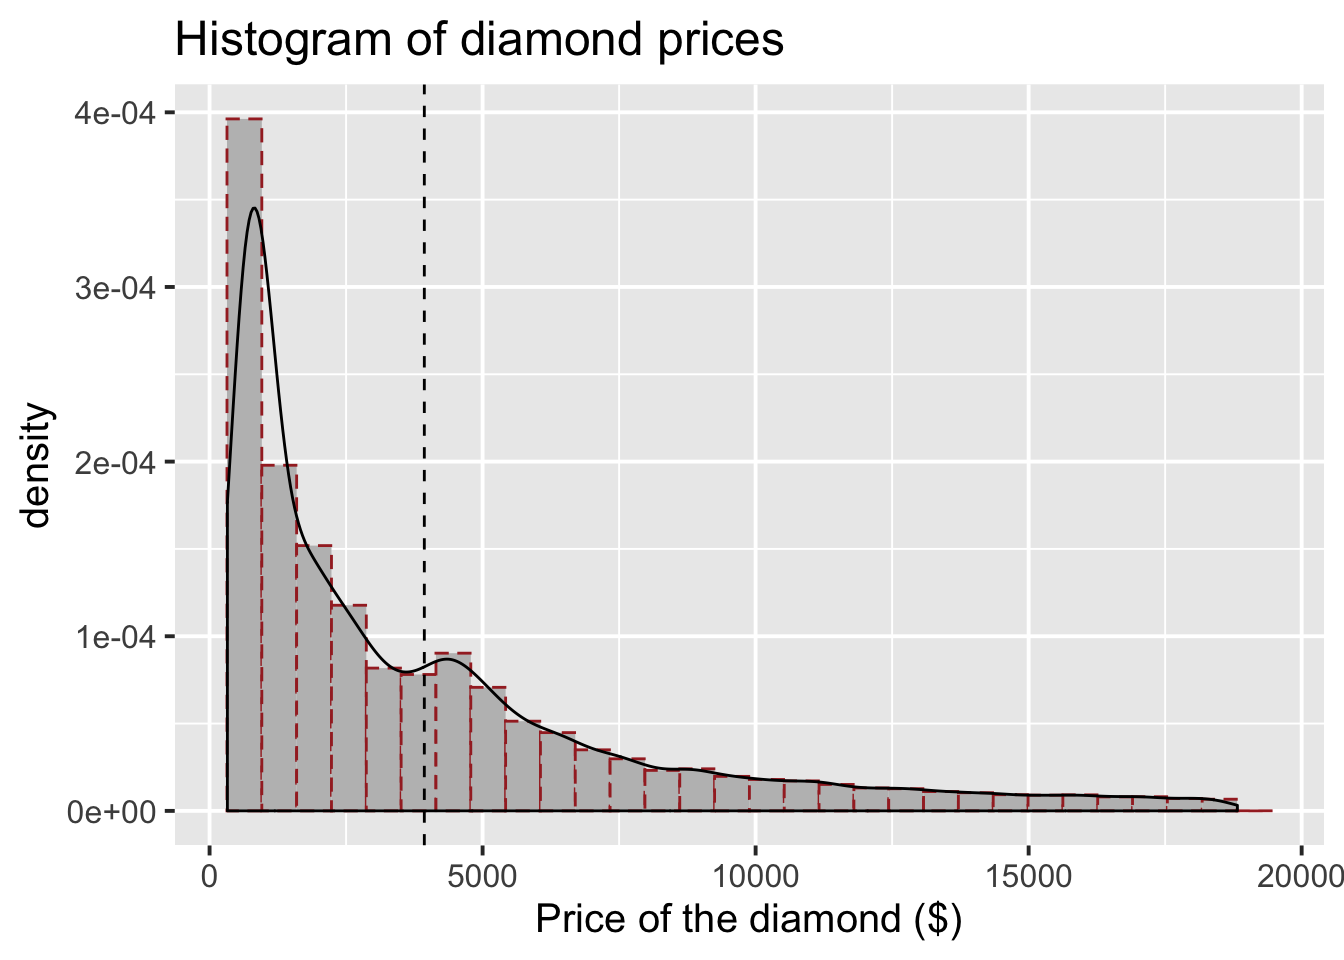 Histogram of diamond prices
4e-04
3e-04
2e-04
1e-04
0e+00
density
0 5000 10000 15000 20000
Price of the diamond ($)